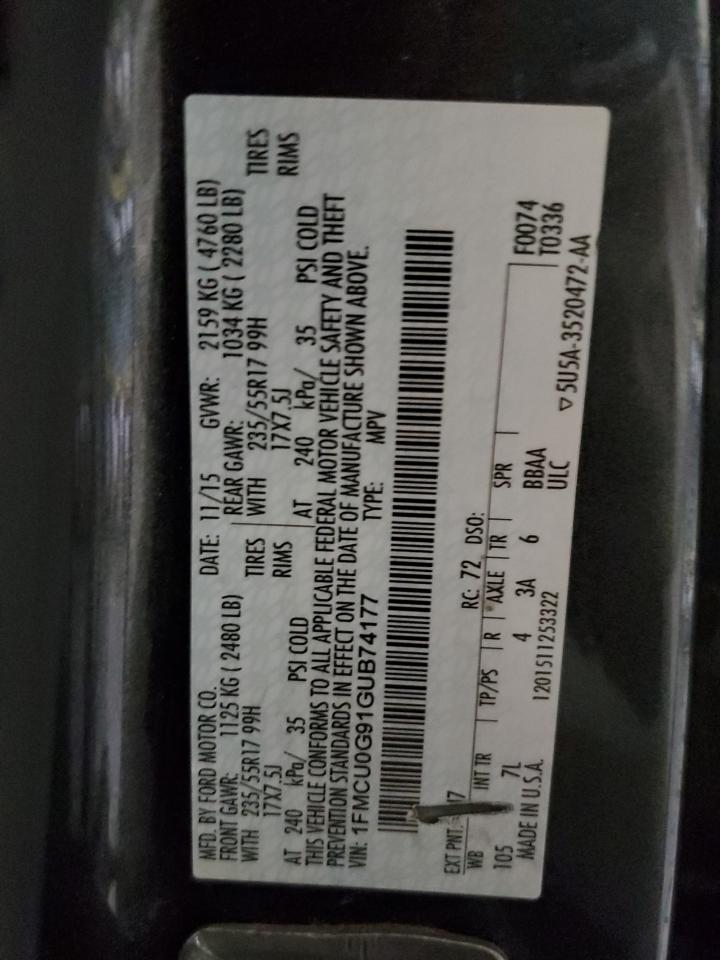 MFD. BY FORD MOTOR CO.
DATE: 11/15 GVWR: 2159 KG ( 4760 LB)
FRONT GAWR: 1125 KG ( 2480 LB) REAR GAWR: 1034 KG ( 2280 LB)
WITH 235/55R17 99H TIRES WITH 235/55R17 99H TIRES
17X7.5J RIMS 17X7.5J RIMS
AT 240 kPa/ 35 PSI COLD AT 240 kPa/ 35 PSI COLD
THIS VEHICLE CONFORMS TO ALL APPLICABLE FEDERAL MOTOR VEHICLE SAFETY AND THEFT
PREVENTION STANDARDS IN EFFECT ON THE DATE OF MANUFACTURE SHOWN ABOVE.
VIN: 1FMCU0G91GUB74177 TYPE: MPV
EXT PNT: RC: 72 DSO:
WB INT TR TP/PS R AXLE TR SPR F0074
105 7L 4 3A 6 BBAA T0336
MADE IN U.S.A. ULC
1201511253322 ▽ 5U5A-3520472-AA